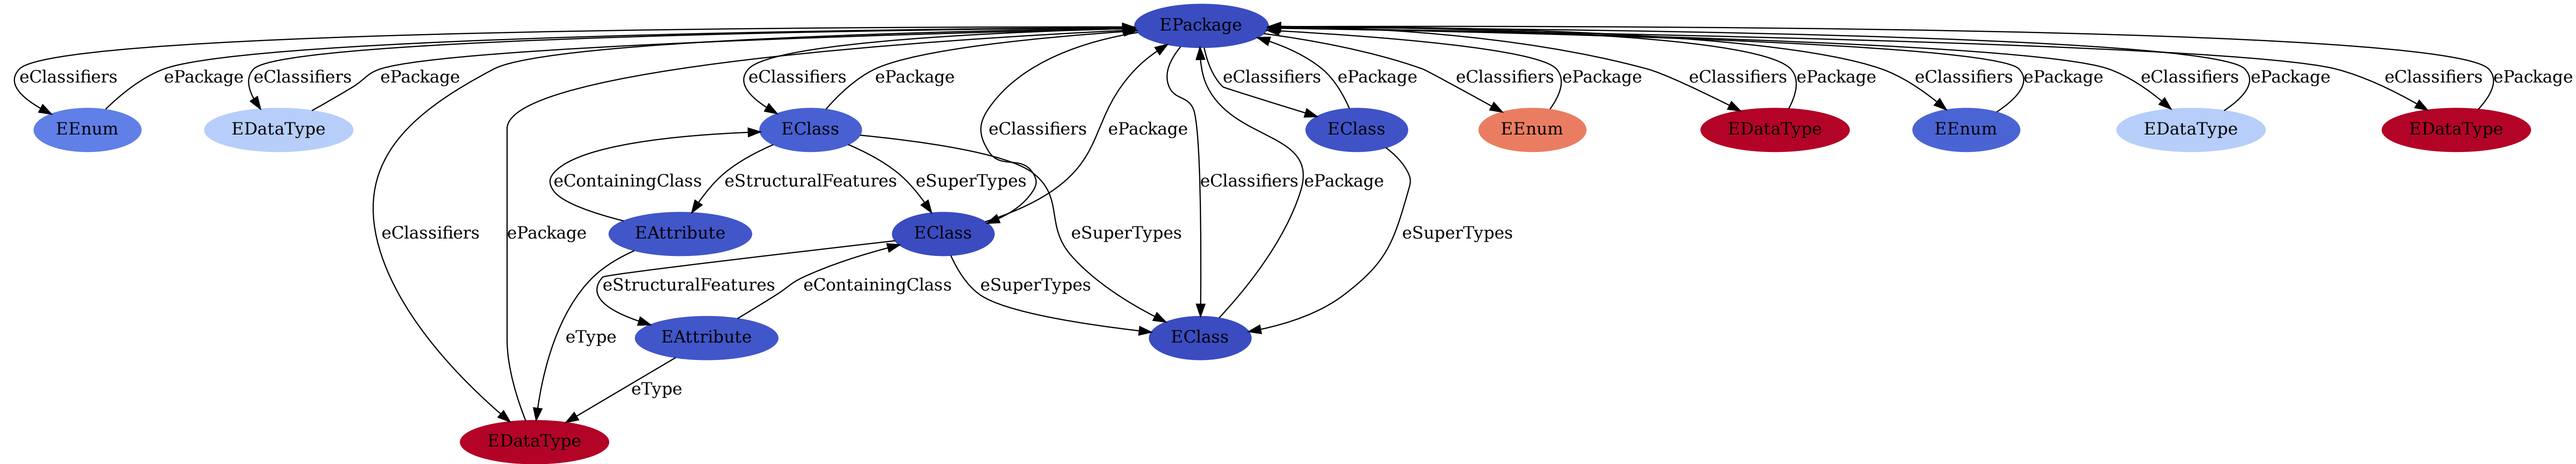 EPackage
eClassifiers
ePackage
eClassifiers
ePackage
eClassifiers
ePackage
eClassifiers
ePackage
eClassifiers
ePackage
eClassifiers
ePackage
eClassifiers
ePackage
eClassifiers
ePackage
eClassifiers
ePackage
EEnum
EDataType
EClass
eClassifiers
ePackage
EClass
EEnum
EDataType
EEnum
EDataType
EDataType
eContainingClass
eStructuralFeatures
eSuperTypes
eClassifiers
ePackage
eClassifiers
ePackage
EAttribute
EClass
eSuperTypes
eSuperTypes
eStructuralFeatures
eContainingClass
eSuperTypes
eType
EAttribute
EClass
eType
EDataType